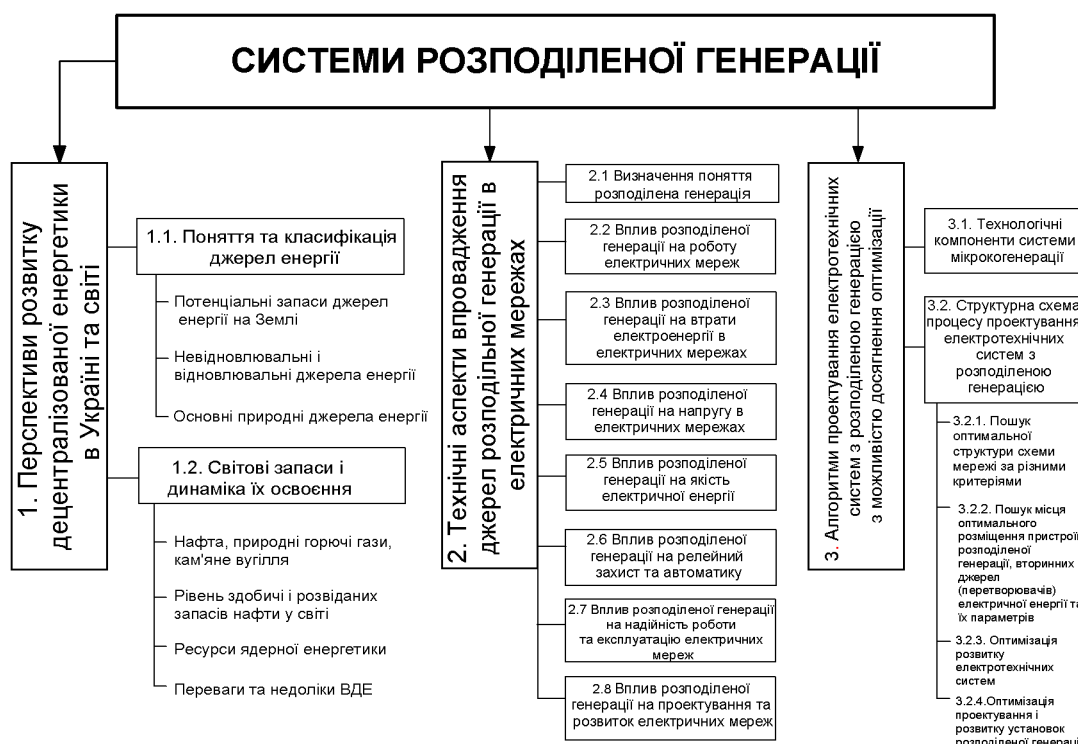 СИСТЕМИ РОЗПОДІЛЕНОЇ ГЕНЕРАЦІЇ
1. Перспективи розвитку
децентралізованої енергетики
в Україні та світі
1.1. Поняття та класифікація
джерел енергії
Потенціальні запаси джерел
енергії на Землі
Невідновлювальні і
відновлювальні джерела енергії
Основні природні джерела енергії
1.2. Світові запаси і
динаміка їх освоєння
Нафта, природні горючі гази,
кам'яне вугілля
Рівень здобичі і розвіданих
запасів нафти у світі
Ресурси ядерної енергетики
Переваги та недоліки ВДЕ
2. Технічні аспекти впровадження
джерел розподільної генерації в
електричних мережах
2.1 Визначення поняття
розподілена генерація
2.2 Вплив розподіленої
генерації на роботу
електричних мереж
2.3 Вплив розподіленої
генерації на втрати
електроенергії в
електричних мережах
2.4 Вплив розподіленої
генерації на напругу в
електричних мережах
2.5 Вплив розподіленої
генерації на якість
електричної енергії
2.6 Вплив розподіленої
генерації на релейний
захист та автоматику
2.7 Вплив розподіленої генерації
на надійність роботи
та експлуатацію електричних
мереж
2.8 Вплив розподіленої
генерації на проектування та
розвиток електричних мереж
3. Алгоритми проектування електротехнічних
систем з розподіленою генерацією
з можливістю досягнення оптимізації
3.1. Технологічні
компоненти системи
мікрокогенерації
3.2. Структурна схема
процесу проектування
електротехнічних
систем з
розподіленою
генерацією
3.2.1. Пошук
оптимальної
структури схеми
мережі за різними
критеріями
3.2.2. Пошук місця
оптимального
розміщення пристрої
розподіленої
генерації, вторинних
джерел
(перетворювачів)
електричної енергії та
їх параметрів
3.2.3. Оптимізація
розвитку
електротехнічних
систем
3.2.4.Оптимізація
проектування і
розвитку установок
розподіленої генерації